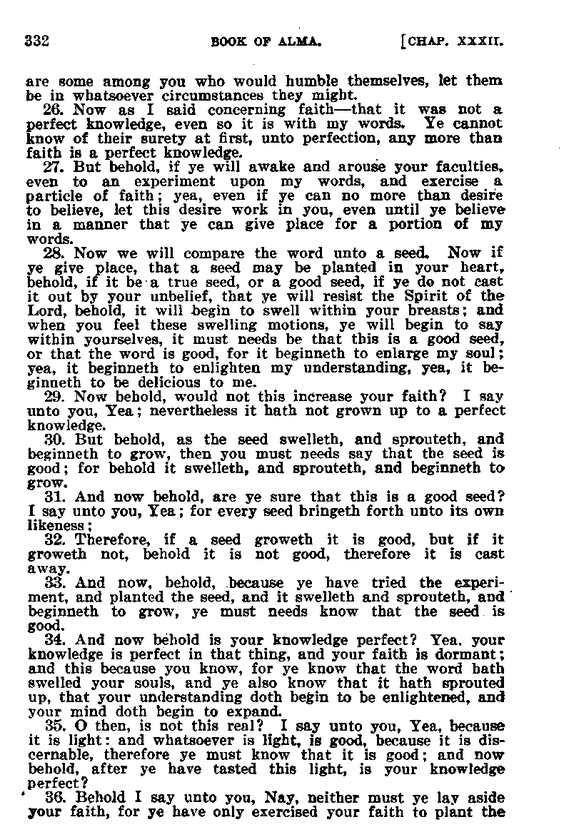 332 BOOK OF ALMA. [CHAP. XXXII.
are some among you who would humble themselves, let them
be in whatsoever circumstances they might.
26. Now as I said concerning faith—that it was not a
perfect knowledge, even so it is with my words. Ye cannot
know of their surety at first, unto perfection, any more than
faith is a perfect knowledge.
27. But behold, if ye will awake and arouse your faculties,
even to an experiment upon my words, and exercise a
particle of faith; yea, even if ye can no more than desire
to believe, let this desire work in you, even until ye believe
in a manner that ye can give place for a portion of my
words.
28. Now we will compare the word unto a seed. Now if
ye give place, that a seed may be planted in your heart,
behold, if it be a true seed, or a good seed, if ye do not cast
it out by your unbelief, that ye will resist the Spirit of the
Lord, behold, it will begin to swell within your breasts; and
when you feel these swelling motions, ye will begin to say
within yourselves, it must needs be that this is a good seed,
or that the word is good, for it beginneth to enlarge my soul;
yea, it beginneth to enlighten my understanding, yea, it be-
ginneth to be delicious to me.
29. Now behold, would not this increase your faith? I say
unto you, Yea; nevertheless it hath not grown up to a perfect
knowledge.
30. But behold, as the seed swelleth, and sprouteth, and
beginneth to grow, then you must needs say that the seed is
good; for behold it swelleth, and sprouteth, and beginneth to
grow.
31. And now behold, are ye sure that this is a good seed?
I say unto you, Yea; for every seed bringeth forth unto its own
likeness;
32. Therefore, if a seed groweth it is good, but if it
groweth not, behold it is not good, therefore it is cast
away.
33. And now, behold, because ye have tried the experi-
ment, and planted the seed, and it swelleth and sprouteth, and
beginneth to grow, ye must needs know that the seed is
good.
34. And now behold is your knowledge perfect? Yea, your
knowledge is perfect in that thing, and your faith is dormant;
and this because you know, for ye know that the word hath
swelled your souls, and ye also know that it hath sprouted
up, that your understanding doth begin to be enlightened, and
your mind doth begin to expand.
35. O then, is not this real? I say unto you, Yea, because
it is light: and whatsoever is light, is good, because it is dis-
cernable, therefore ye must know that it is good; and now
behold, after ye have tasted this light, is your knowledge
perfect?
36. Behold I say unto you, Nay, neither must ye lay aside
your faith, for ye have only exercised your faith to plant the